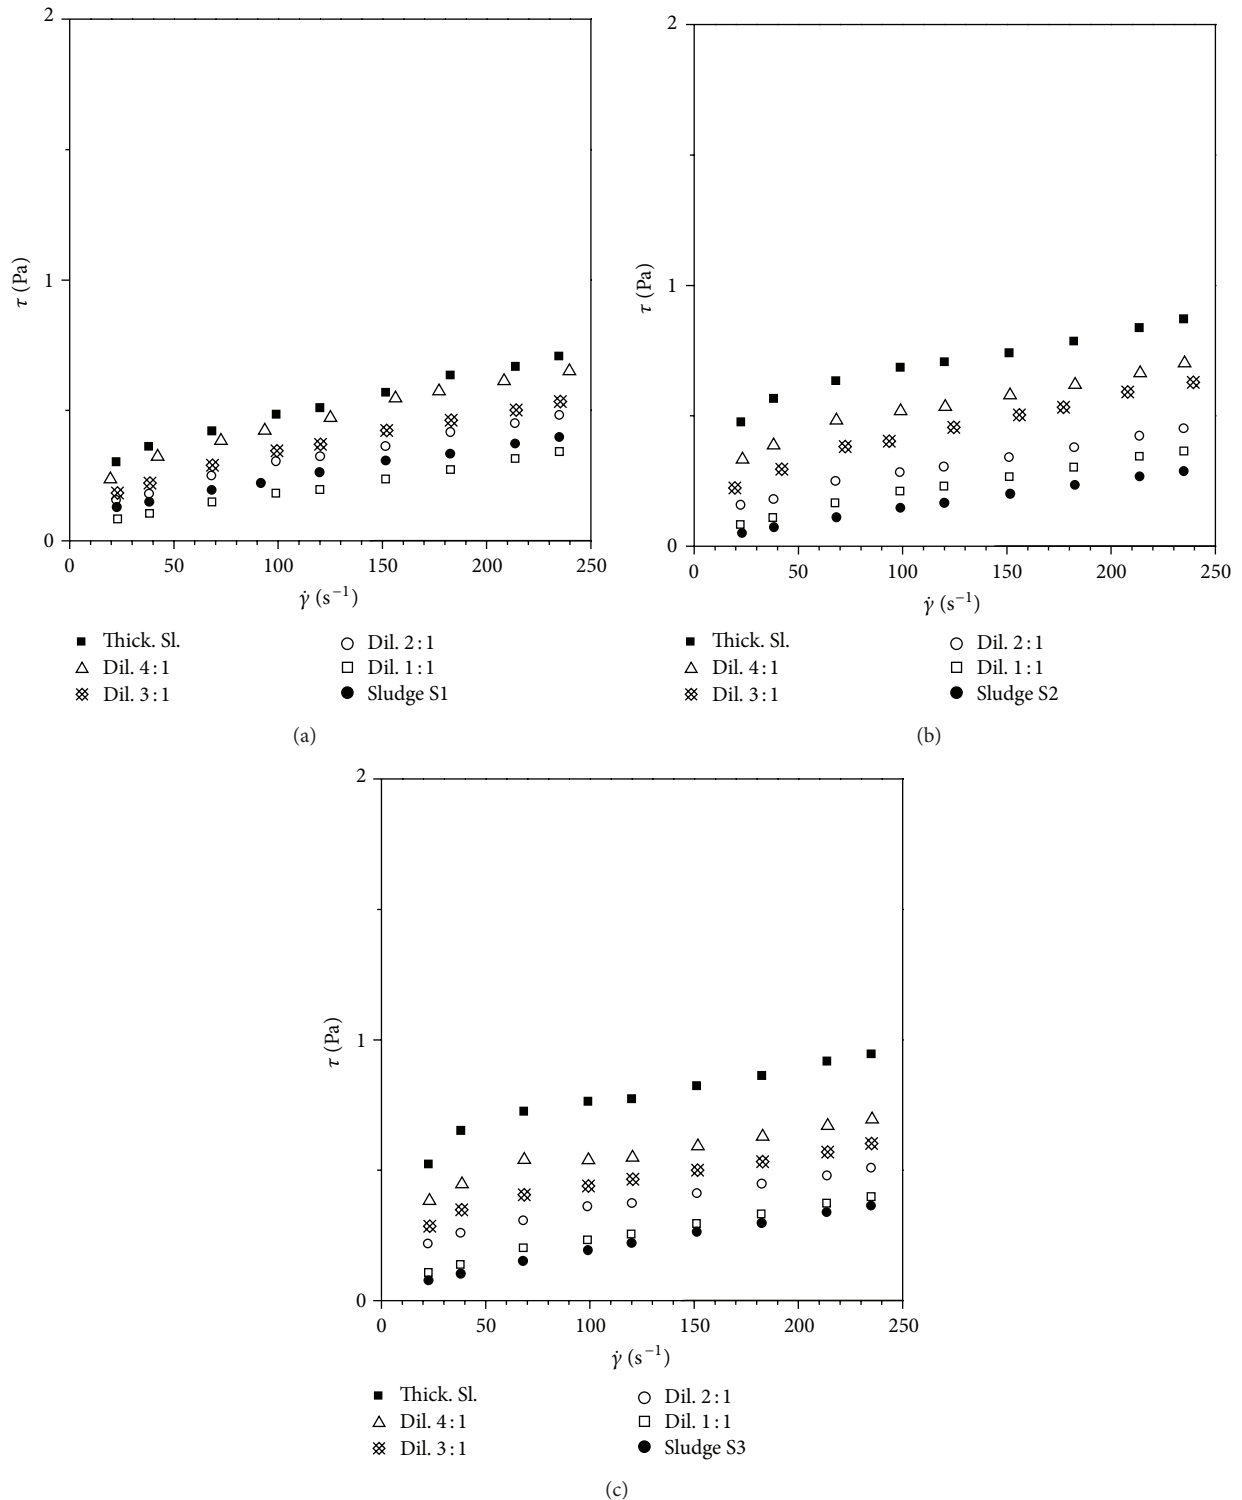 2
1
0
τ (Pa)
0 50 100 150 200 250
γ̇ (s⁻¹)
Thick. Sl.
Dil. 4 : 1
Dil. 3 : 1
Dil. 2 : 1
Dil. 1 : 1
Sludge S1
(a)
2
1
0
τ (Pa)
0 50 100 150 200 250
γ̇ (s⁻¹)
Thick. Sl.
Dil. 4 : 1
Dil. 3 : 1
Dil. 2 : 1
Dil. 1 : 1
Sludge S2
(b)
2
1
0
τ (Pa)
0 50 100 150 200 250
γ̇ (s⁻¹)
Thick. Sl.
Dil. 4 : 1
Dil. 3 : 1
Dil. 2 : 1
Dil. 1 : 1
Sludge S3
(c)